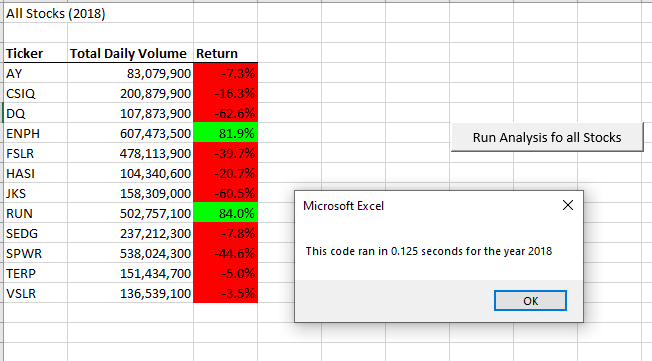 All Stocks (2018)
Ticker Total Daily Volume Return
AY 83,079,900 -7.3%
CSIQ 200,879,900 -16.3%
DQ 107,873,900 -62.6%
ENPH 607,473,500 81.9%
FSLR 478,113,900 -39.7%
HASI 104,340,600 -20.7%
JKS 158,309,000 -60.5%
RUN 502,757,100 84.0%
SEDG 237,212,300 -7.8%
SPWR 538,024,300 -44.6%
TERP 151,434,700 -5.0%
VSLR 136,539,100 -3.5%
Run Analysis fo all Stocks
Microsoft Excel
This code ran in 0.125 seconds for the year 2018
OK